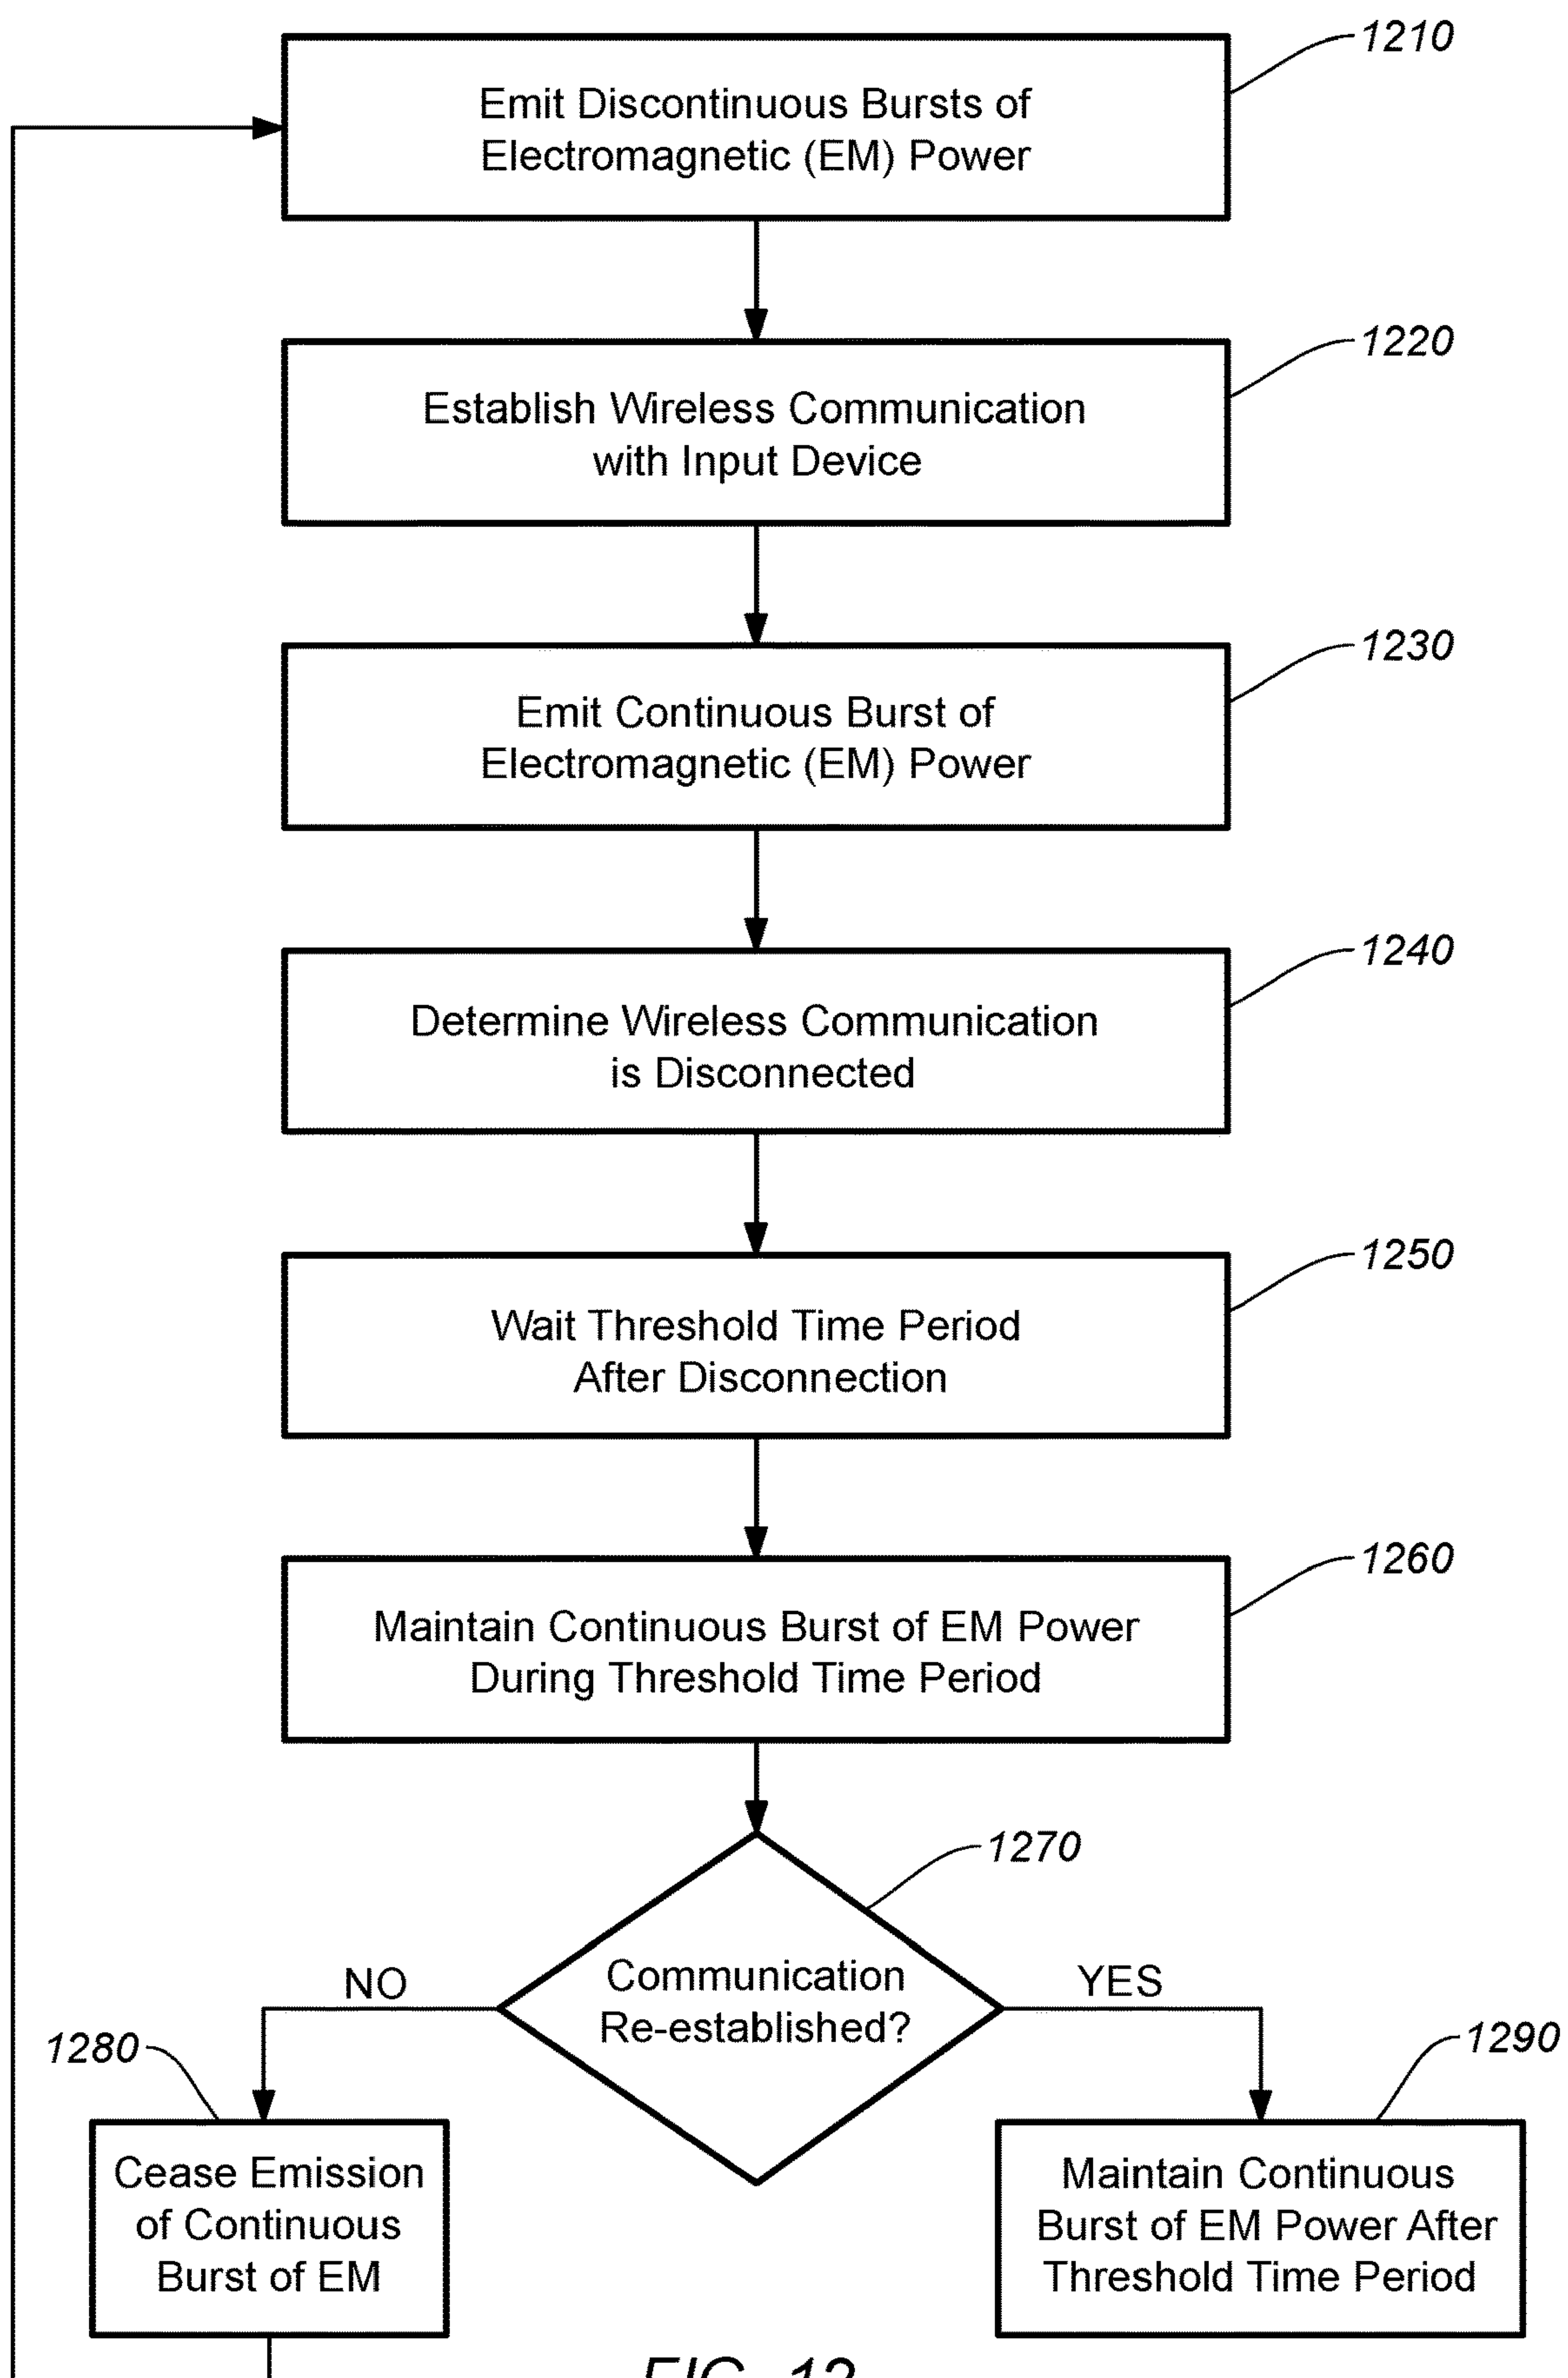 1210
Emit Discontinuous Bursts of
Electromagnetic (EM) Power
1220
Establish Wireless Communication
with Input Device
1230
Emit Continuous Burst of
Electromagnetic (EM) Power
1240
Determine Wireless Communication
is Disconnected
1250
Wait Threshold Time Period
After Disconnection
1260
Maintain Continuous Burst of EM Power
During Threshold Time Period
1270
Communication
Re-established?
NO
YES
1280
Cease Emission
of Continuous
Burst of EM
1290
Maintain Continuous
Burst of EM Power After
Threshold Time Period
FIG. 12